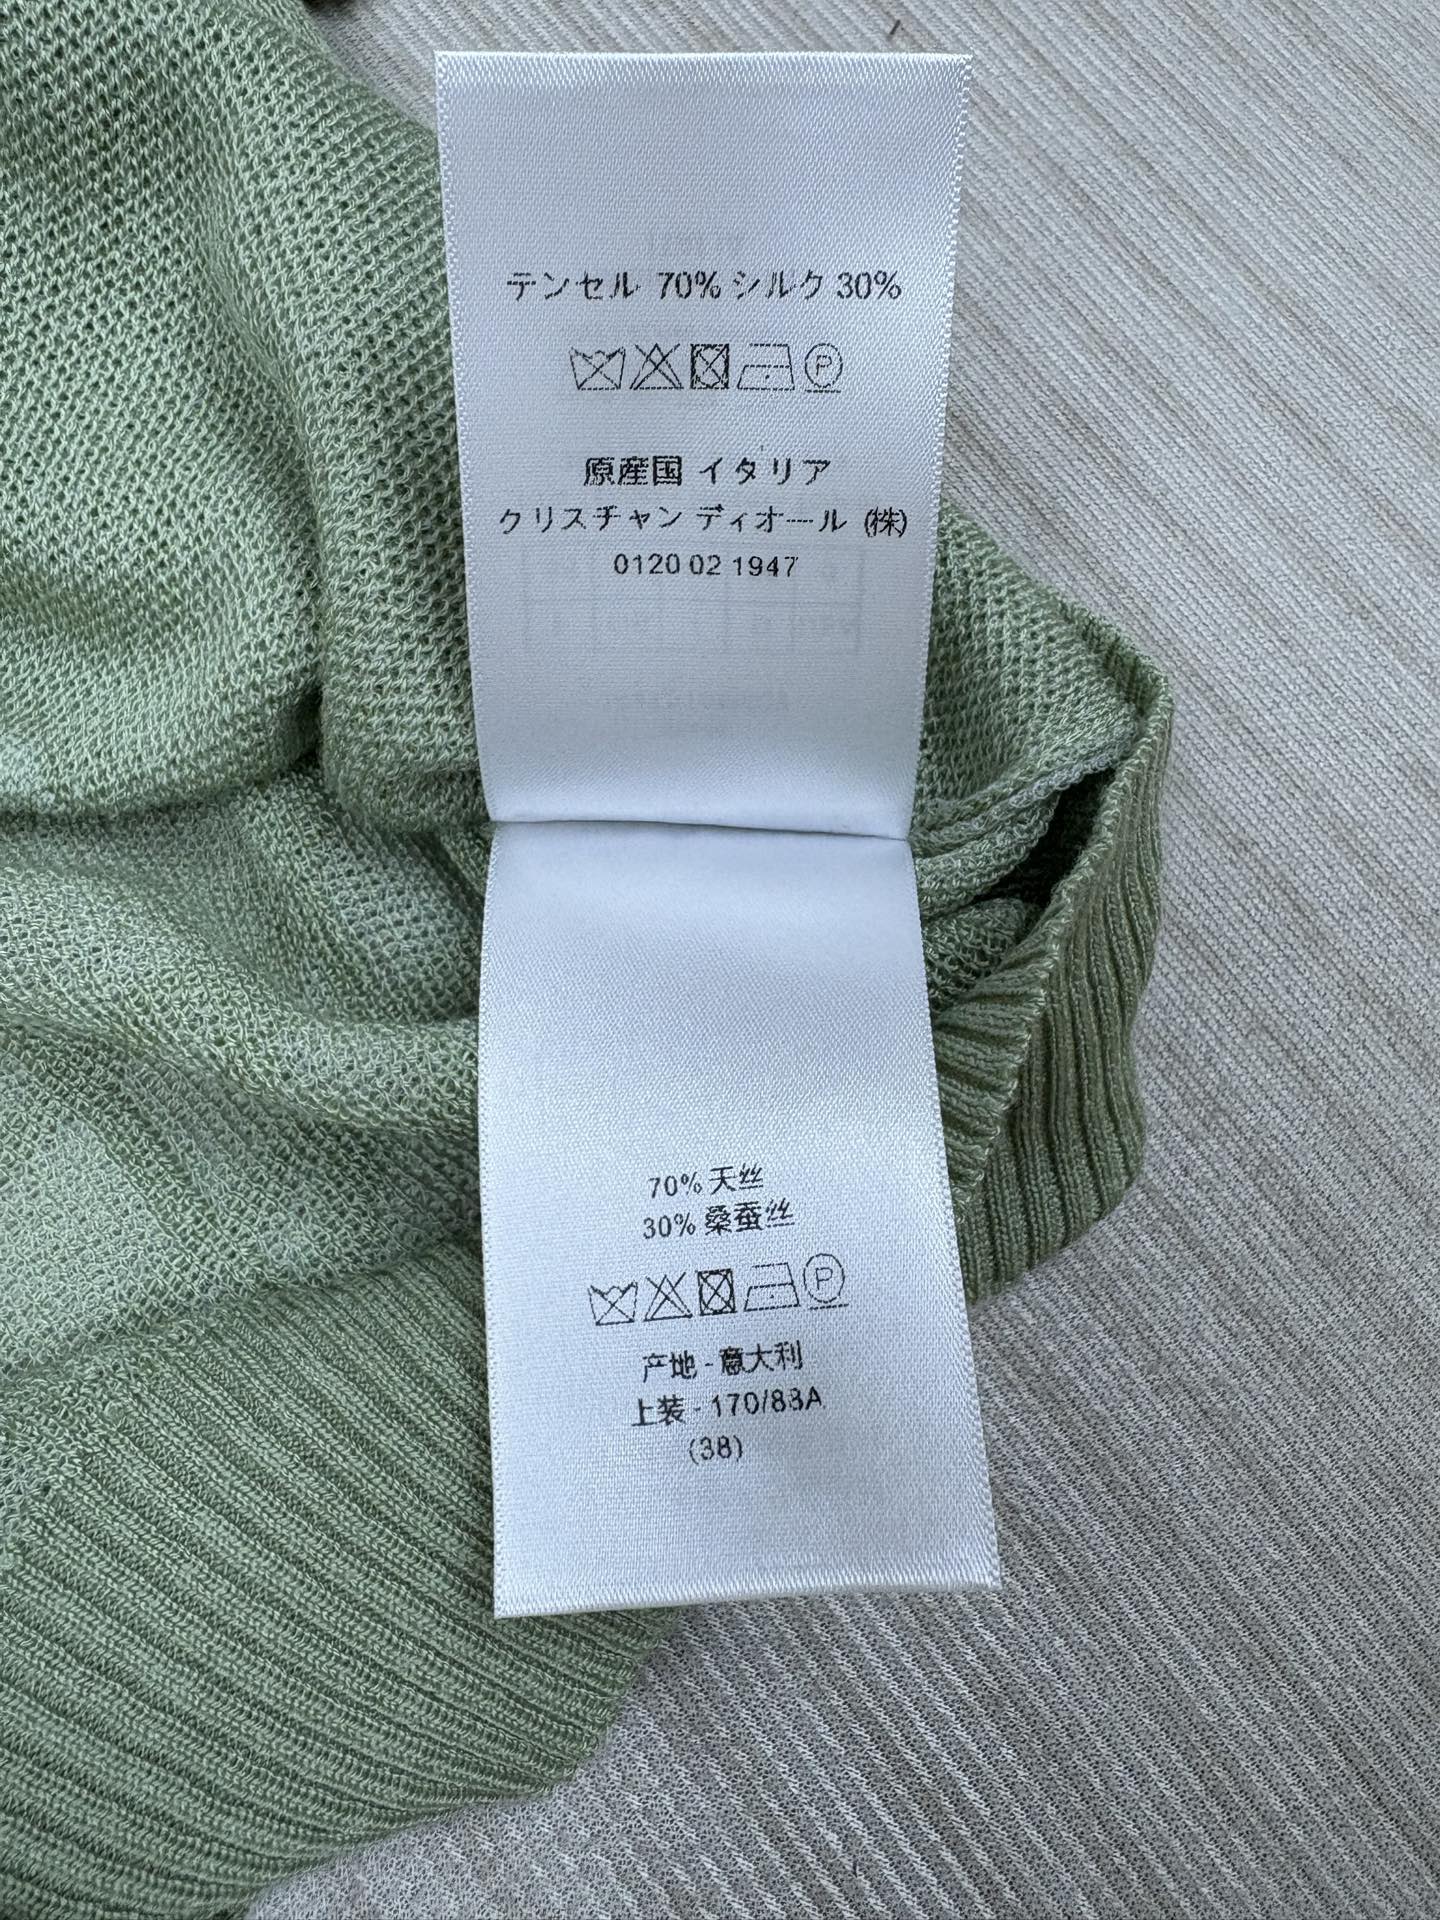 テンセル 70% シルク 30%
P
原産国 イタリア
クリスチャン ディオール (株)
0120 02 1947
70% 天丝
30% 桑蚕丝
P
产地 - 意大利
上装 - 170/88A
(38)